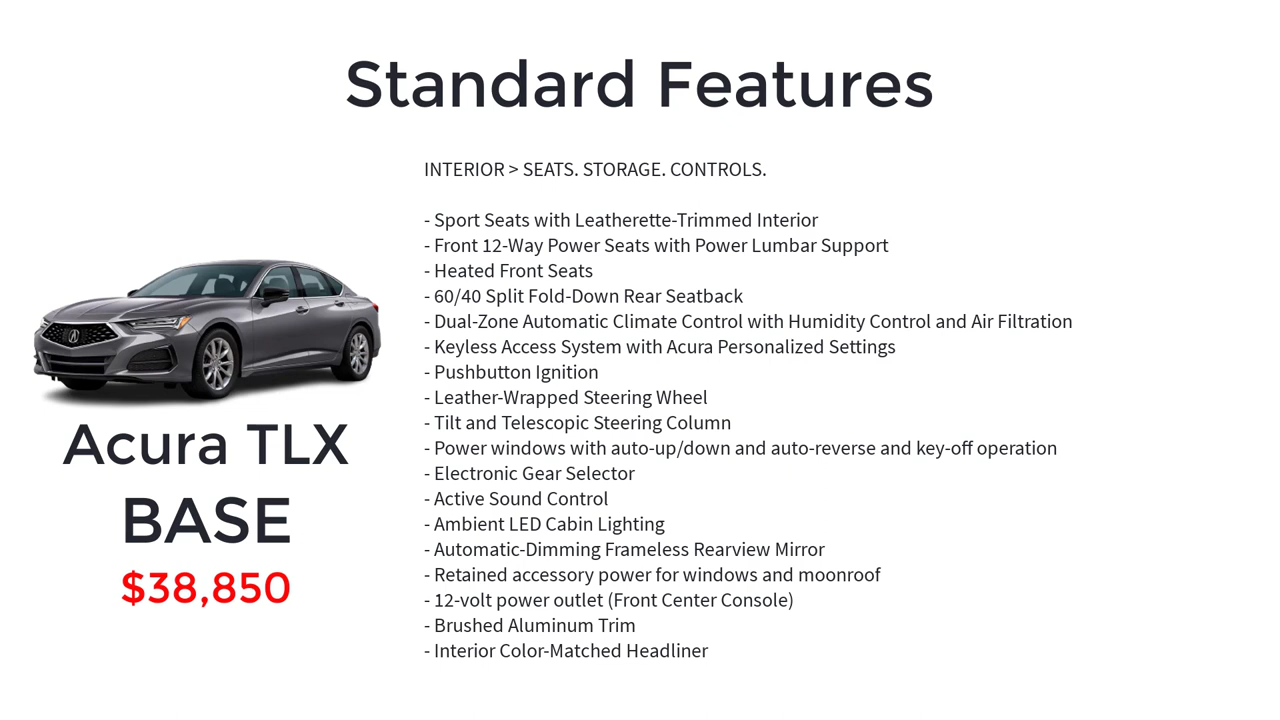 Standard Features
INTERIOR > SEATS. STORAGE. CONTROLS.
- Sport Seats with Leatherette-Trimmed Interior
- Front 12-Way Power Seats with Power Lumbar Support
- Heated Front Seats
- 60/40 Split Fold-Down Rear Seatback
- Dual-Zone Automatic Climate Control with Humidity Control and Air Filtration
- Keyless Access System with Acura Personalized Settings
- Pushbutton Ignition
- Leather-Wrapped Steering Wheel
- Tilt and Telescopic Steering Column
- Power windows with auto-up/down and auto-reverse and key-off operation
- Electronic Gear Selector
- Active Sound Control
- Ambient LED Cabin Lighting
- Automatic-Dimming Frameless Rearview Mirror
- Retained accessory power for windows and moonroof
- 12-volt power outlet (Front Center Console)
- Brushed Aluminum Trim
- Interior Color-Matched Headliner
Acura TLX
BASE
$38,850